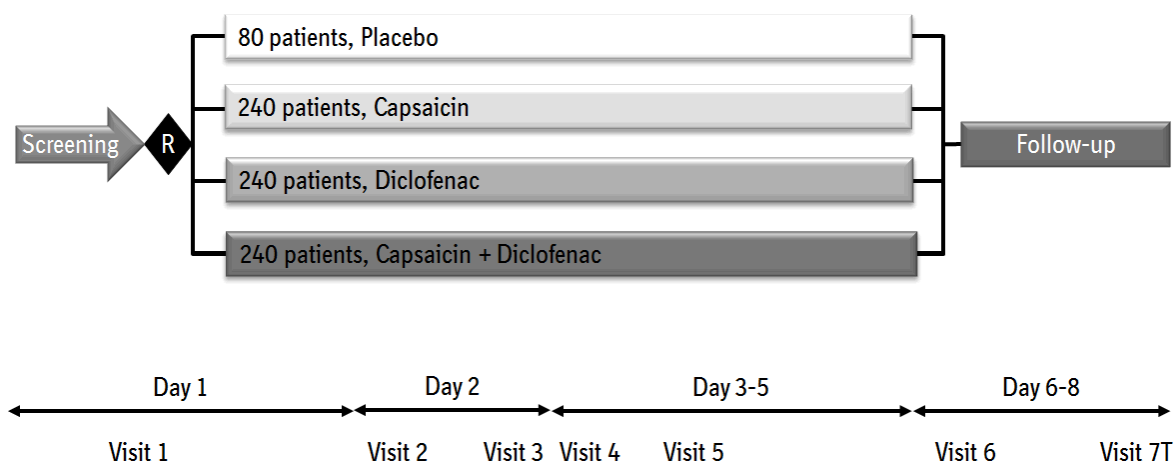 80 patients, Placebo
240 patients, Capsaicin
Screening
R
Follow-up
240 patients, Diclofenac
240 patients, Capsaicin + Diclofenac
Day 1
Day 2
Day 3-5
Day 6-8
Visit 1
Visit 2
Visit 3
Visit 4
Visit 5
Visit 6
Visit 7T